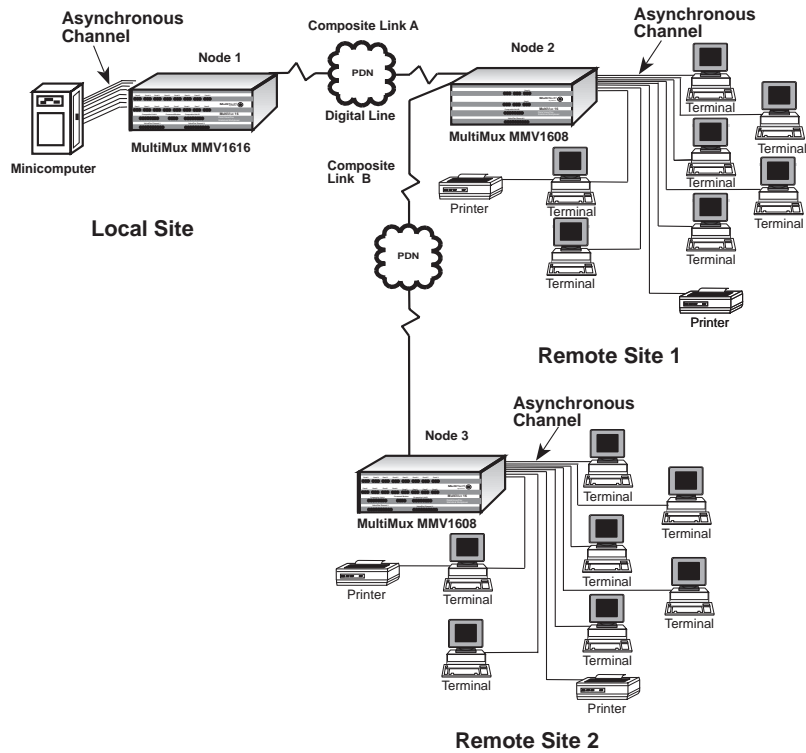 Asynchronous
Channel
Node 1
Composite Link A
PDN
Digital Line
Node 2
Asynchronous
Channel
Minicomputer
MultiMux MMV1616
MultiMux MMV1608
Local Site
Composite
Link B
PDN
Terminal
Terminal
Terminal
Terminal
Terminal
Printer
Terminal
Terminal
Printer
Remote Site 1
Node 3
Asynchronous
Channel
MultiMux MMV1608
Terminal
Terminal
Terminal
Terminal
Terminal
Printer
Terminal
Terminal
Printer
Remote Site 2